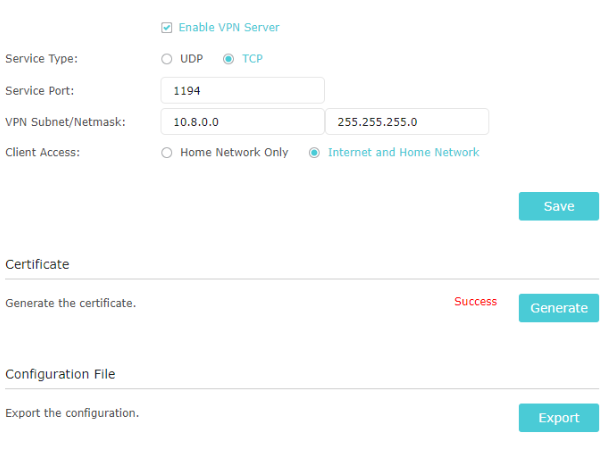 Enable VPN Server
Service Type: UDP TCP
Service Port: 1194
VPN Subnet/Netmask: 10.8.0.0 255.255.255.0
Client Access: Home Network Only Internet and Home Network
Save
Certificate
Generate the certificate. Success Generate
Configuration File
Export the configuration. Export